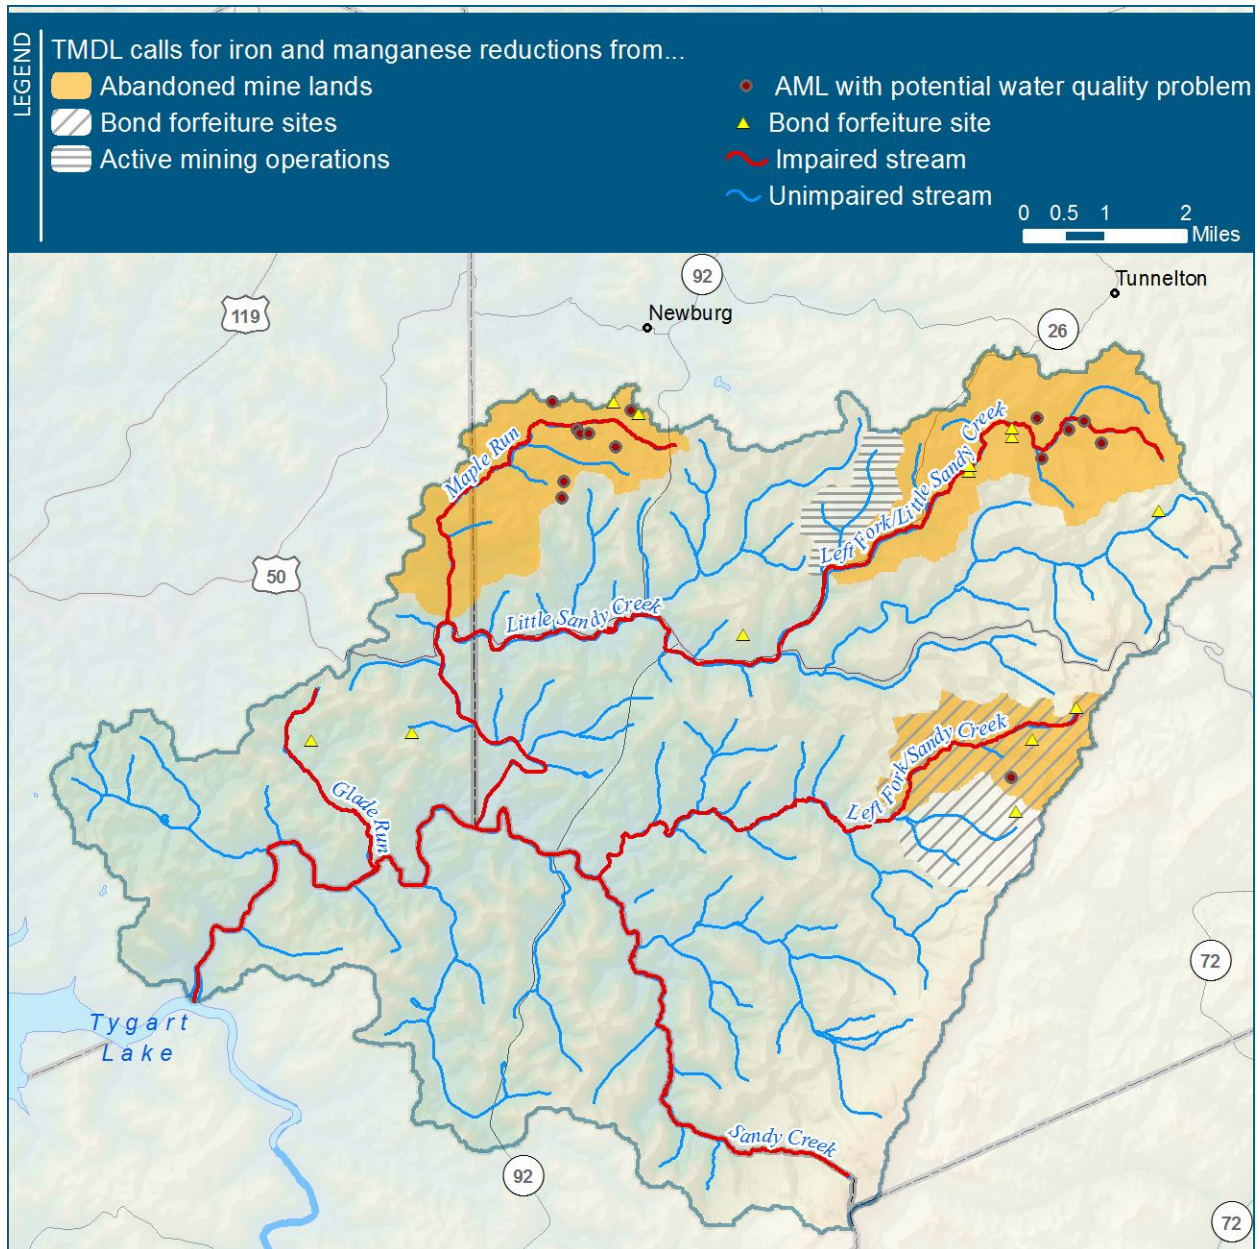 LEGEND
TMDL calls for iron and manganese reductions from...
Abandoned mine lands
Bond forfeiture sites
Active mining operations
AML with potential water quality problem
Bond forfeiture site
Impaired stream
Unimpaired stream
0 0.5 1 2
Miles
92
Tunnelton
119
Newburg
26
Maple Run
Left Fork/Little Sandy Creek
50
Little Sandy Creek
Left Fork/Sandy Creek
Glade Run
72
Tygart
Lake
Sandy Creek
92
72